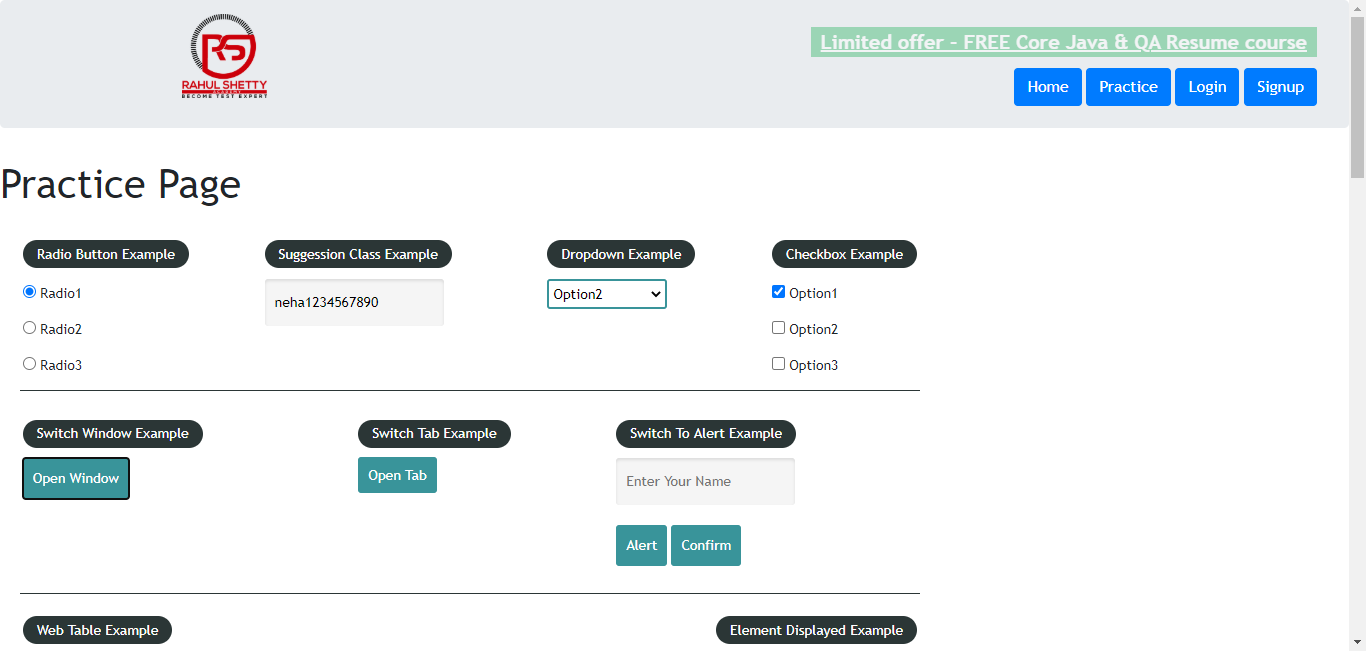 RS
RAHUL SHETTY
ACADEMY
BECOME TEST EXPERT
Limited offer - FREE Core Java & QA Resume course
Home Practice Login Signup
Practice Page
Radio Button Example Suggession Class Example Dropdown Example Checkbox Example
Radio1 neha1234567890 Option2 Option1
Radio2 Option2
Radio3 Option3
Switch Window Example Switch Tab Example Switch To Alert Example
Open Window Open Tab Enter Your Name
Alert Confirm
Web Table Example Element Displayed Example